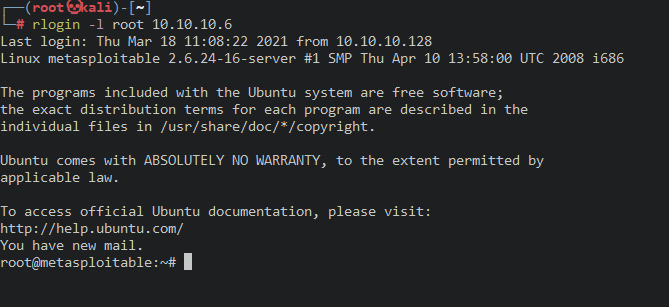 ┌──(root💀kali)-[~]
└─# rlogin -l root 10.10.10.6
Last login: Thu Mar 18 11:08:22 2021 from 10.10.10.128
Linux metasploitable 2.6.24-16-server #1 SMP Thu Apr 10 13:58:00 UTC 2008 i686
The programs included with the Ubuntu system are free software;
the exact distribution terms for each program are described in the
individual files in /usr/share/doc/*/copyright.
Ubuntu comes with ABSOLUTELY NO WARRANTY, to the extent permitted by
applicable law.
To access official Ubuntu documentation, please visit:
http://help.ubuntu.com/
You have new mail.
root@metasploitable:~#